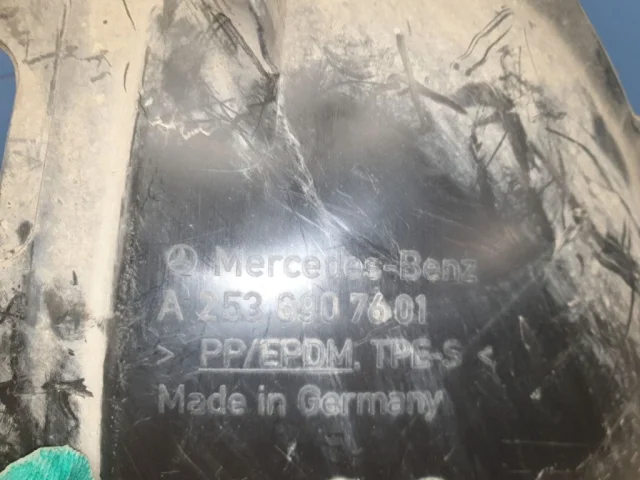 Mercedes-Benz
A 253 690 76 01
> PP/EPDM, TPE-S <
Made in Germany